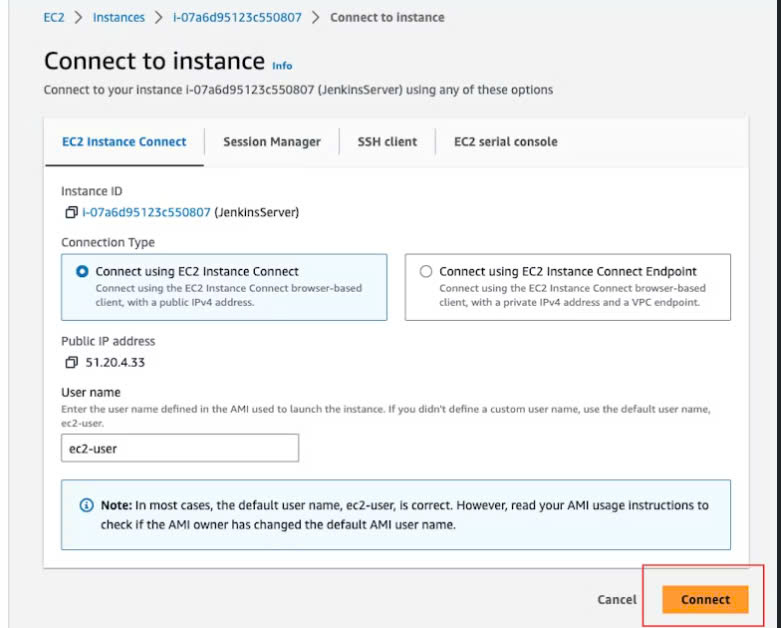 EC2 > Instances > i-07a6d95123c550807 > Connect to instance
Connect to instance Info
Connect to your instance i-07a6d95123c550807 (JenkinsServer) using any of these options
EC2 Instance Connect
Session Manager
SSH client
EC2 serial console
Instance ID
i-07a6d95123c550807 (JenkinsServer)
Connection Type
Connect using EC2 Instance Connect
Connect using the EC2 Instance Connect browser-based
client, with a public IPv4 address.
Connect using EC2 Instance Connect Endpoint
Connect using the EC2 Instance Connect browser-based
client, with a private IPv4 address and a VPC endpoint.
Public IP address
51.20.4.33
User name
Enter the user name defined in the AMI used to launch the instance. If you didn't define a custom user name, use the default user name,
ec2-user.
ec2-user
Note: In most cases, the default user name, ec2-user, is correct. However, read your AMI usage instructions to
check if the AMI owner has changed the default AMI user name.
Cancel
Connect